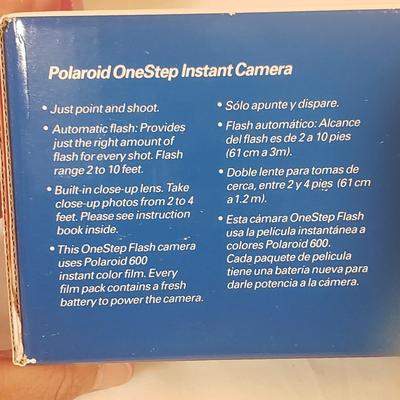 Polaroid OneStep Instant Camera
• Just point and shoot.
• Automatic flash: Provides
just the right amount of
flash for every shot. Flash
range 2 to 10 feet.
• Built-in close-up lens. Take
close-up photos from 2 to 4
feet. Please see instruction
book inside.
• This OneStep Flash camera
uses Polaroid 600
instant color film. Every
film pack contains a fresh
battery to power the camera.
• Sólo apunte y dispare.
• Flash automático: Alcance
del flash es de 2 a 10 pies
(61 cm a 3m).
• Doble lente para tomas de
cerca, entre 2 y 4 pies (61 cm
a 1.2 m).
• Esta cámara OneStep Flash
usa la película instantánea a
colores Polaroid 600.
Cada paquete de pelicula
tiene una batería nueva para
darle potencia a la cámera.